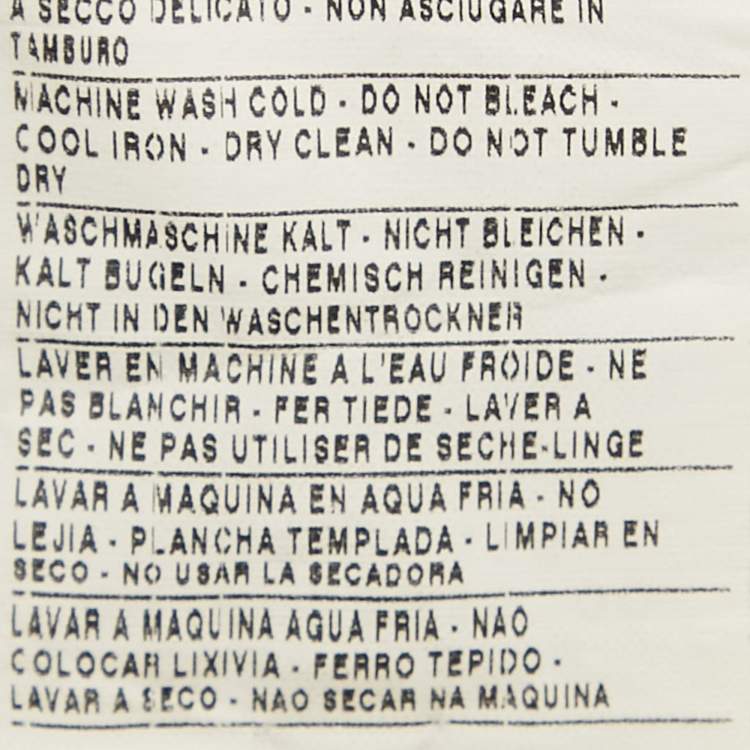 A SECCO DELICATO - NON ASCIUGARE IN
TAMBURO
MACHINE WASH COLD - DO NOT BLEACH -
COOL IRON - DRY CLEAN - DO NOT TUMBLE
DRY
WASCHMASCHINE KALT - NICHT BLEICHEN -
KALT BUGELN - CHEMISCH REINIGEN -
NICHT IN DEN WASCHENTROCKNER
LAVER EN MACHINE A L'EAU FROIDE - NE
PAS BLANCHIR - FER TIEDE - LAVER A
SEC - NE PAS UTILISER DE SECHE-LINGE
LAVAR A MAQUINA EN AQUA FRIA - NO
LEJIA - PLANCHA TEMPLADA - LIMPIAR EN
SECO - NO USAR LA SECADORA
LAVAR A MAQUINA AGUA FRIA - NAO
COLOCAR LIXIVIA - FERRO TEPIDO -
LAVAR A SECO - NAO SECAR NA MAQUINA